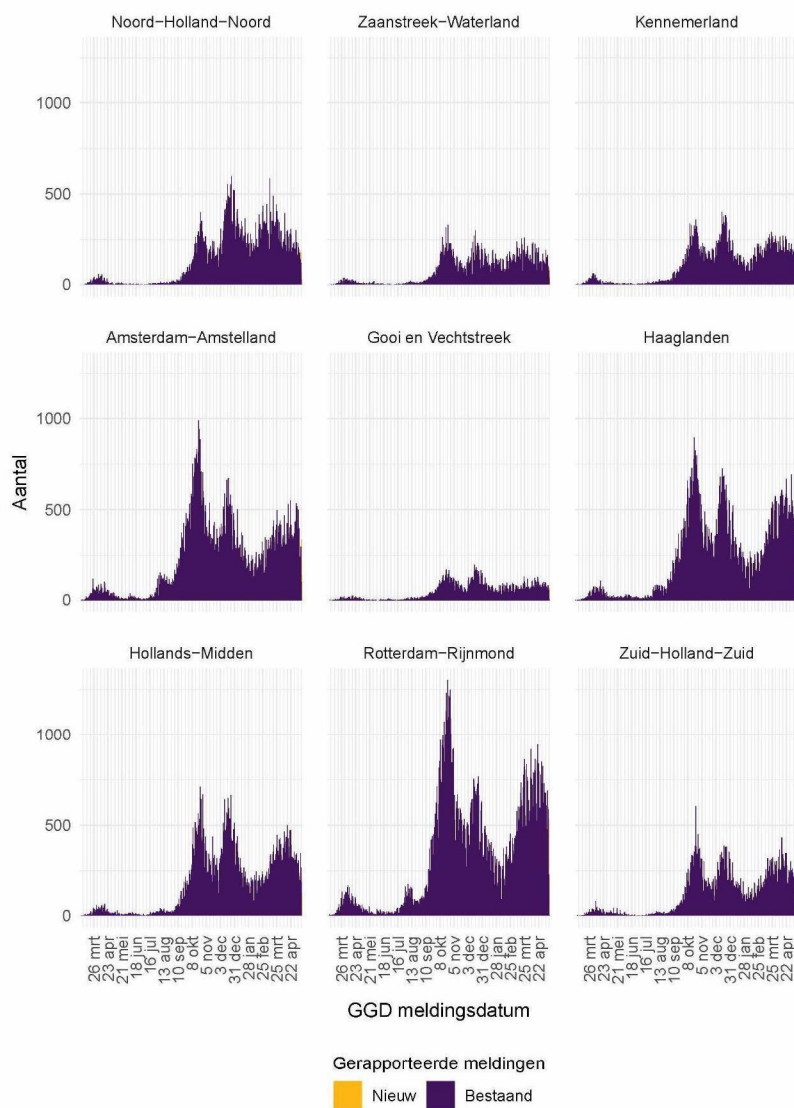 Noord−Holland−Noord
Zaanstreek−Waterland
Kennemerland
1000
500
0
Amsterdam−Amstelland
Gooi en Vechtstreek
Haaglanden
1000
500
0
Aantal
Hollands−Midden
Rotterdam−Rijnmond
Zuid−Holland−Zuid
1000
500
0
26 mrt
23 apr
21 mei
18 jun
16 jul
13 aug
10 sep
8 okt
5 nov
3 dec
31 dec
28 jan
25 feb
25 mrt
22 apr
26 mrt
23 apr
21 mei
18 jun
16 jul
13 aug
10 sep
8 okt
5 nov
3 dec
31 dec
28 jan
25 feb
25 mrt
22 apr
26 mrt
23 apr
21 mei
18 jun
16 jul
13 aug
10 sep
8 okt
5 nov
3 dec
31 dec
28 jan
25 feb
25 mrt
22 apr
GGD meldingsdatum
Gerapporteerde meldingen
Nieuw
Bestaand